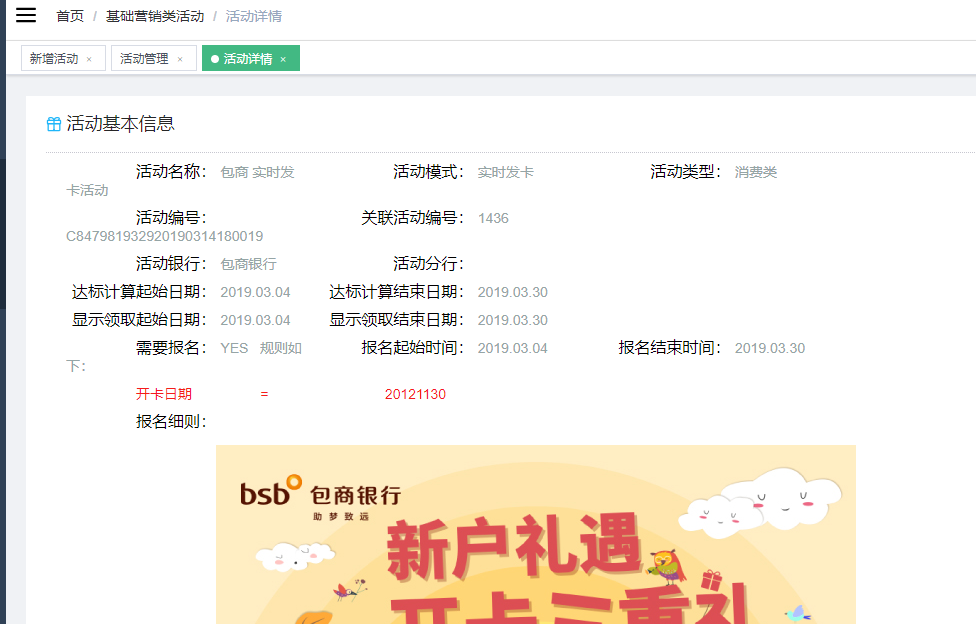 首页 / 基础营销类活动 / 活动详情
新增活动 × 活动管理 × 活动详情 ×
活动基本信息
活动名称： 包商 实时发 活动模式： 实时发卡 活动类型： 消费类
卡活动
活动编号： 关联活动编号： 1436
C847981932920190314180019
活动银行： 包商银行 活动分行：
达标计算起始日期： 2019.03.04 达标计算结束日期： 2019.03.30
显示领取起始日期： 2019.03.04 显示领取结束日期： 2019.03.30
需要报名： YES 规则如 报名起始时间： 2019.03.04 报名结束时间： 2019.03.30
下：
开卡日期 = 20121130
报名细则：
bsb 包商银行
助梦致远
新户礼遇
开卡三重礼